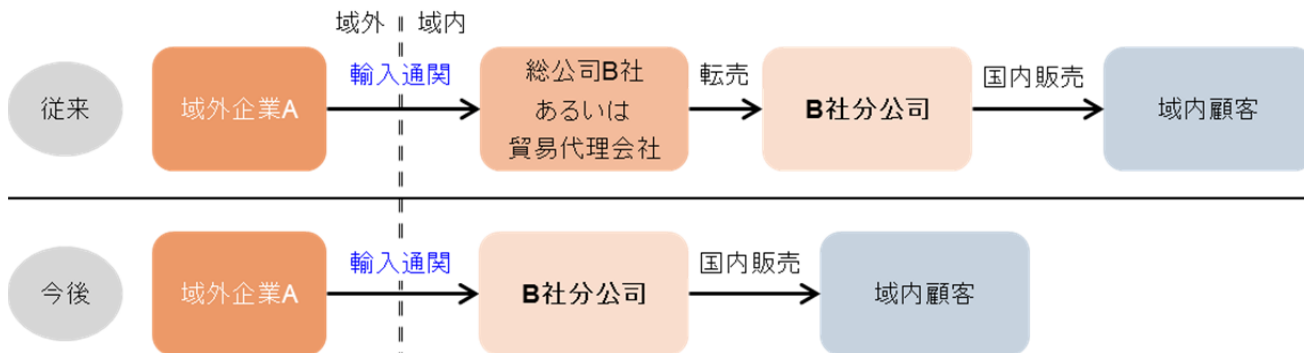 域外
域内
従来
域外企業A
輸入通関
総公司B社
あるいは
貿易代理会社
転売
B社分公司
国内販売
域内顧客
今後
域外企業A
輸入通関
B社分公司
国内販売
域内顧客